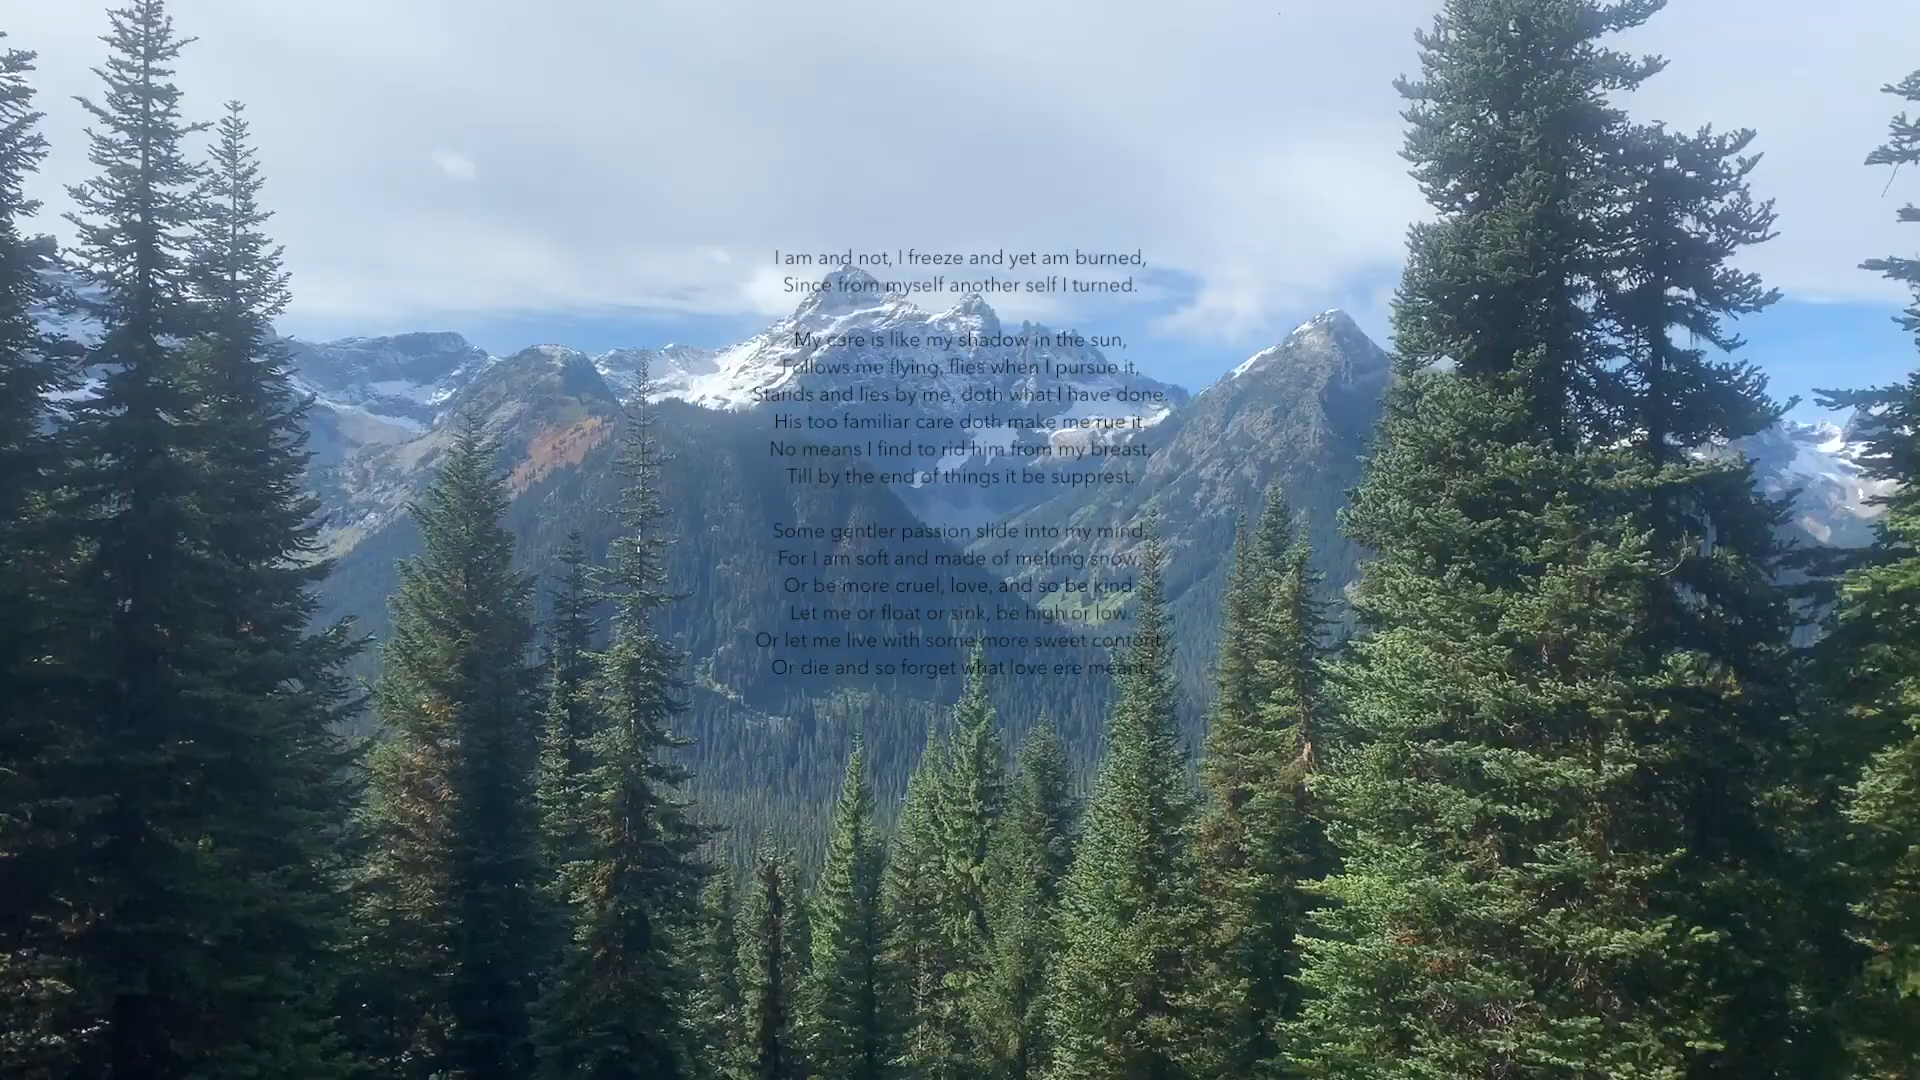 I am and not, I freeze and yet am burned,
Since from myself another self I turned.
My care is like my shadow in the sun,
Follows me flying, flies when I pursue it,
Stands and lies by me, doth what I have done.
His too familiar care doth make me rue it.
No means I find to rid him from my breast,
Till by the end of things it be supprest.
Some gentler passion slide into my mind,
For I am soft and made of melting snow;
Or be more cruel, love, and so be kind.
Let me or float or sink, be high or low.
Or let me live with some more sweet content,
Or die and so forget what love ere meant.